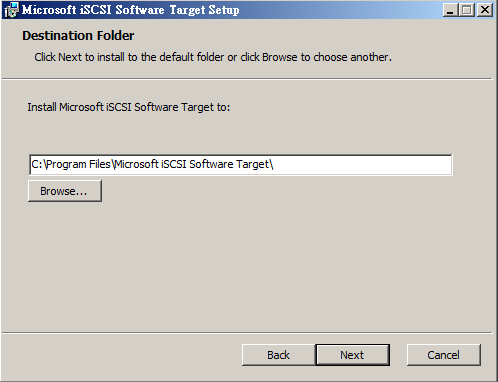 Microsoft iSCSI Software Target Setup
Destination Folder
Click Next to install to the default folder or click Browse to choose another.
Install Microsoft iSCSI Software Target to:
C:\Program Files\Microsoft iSCSI Software Target\
Browse...
Back Next Cancel